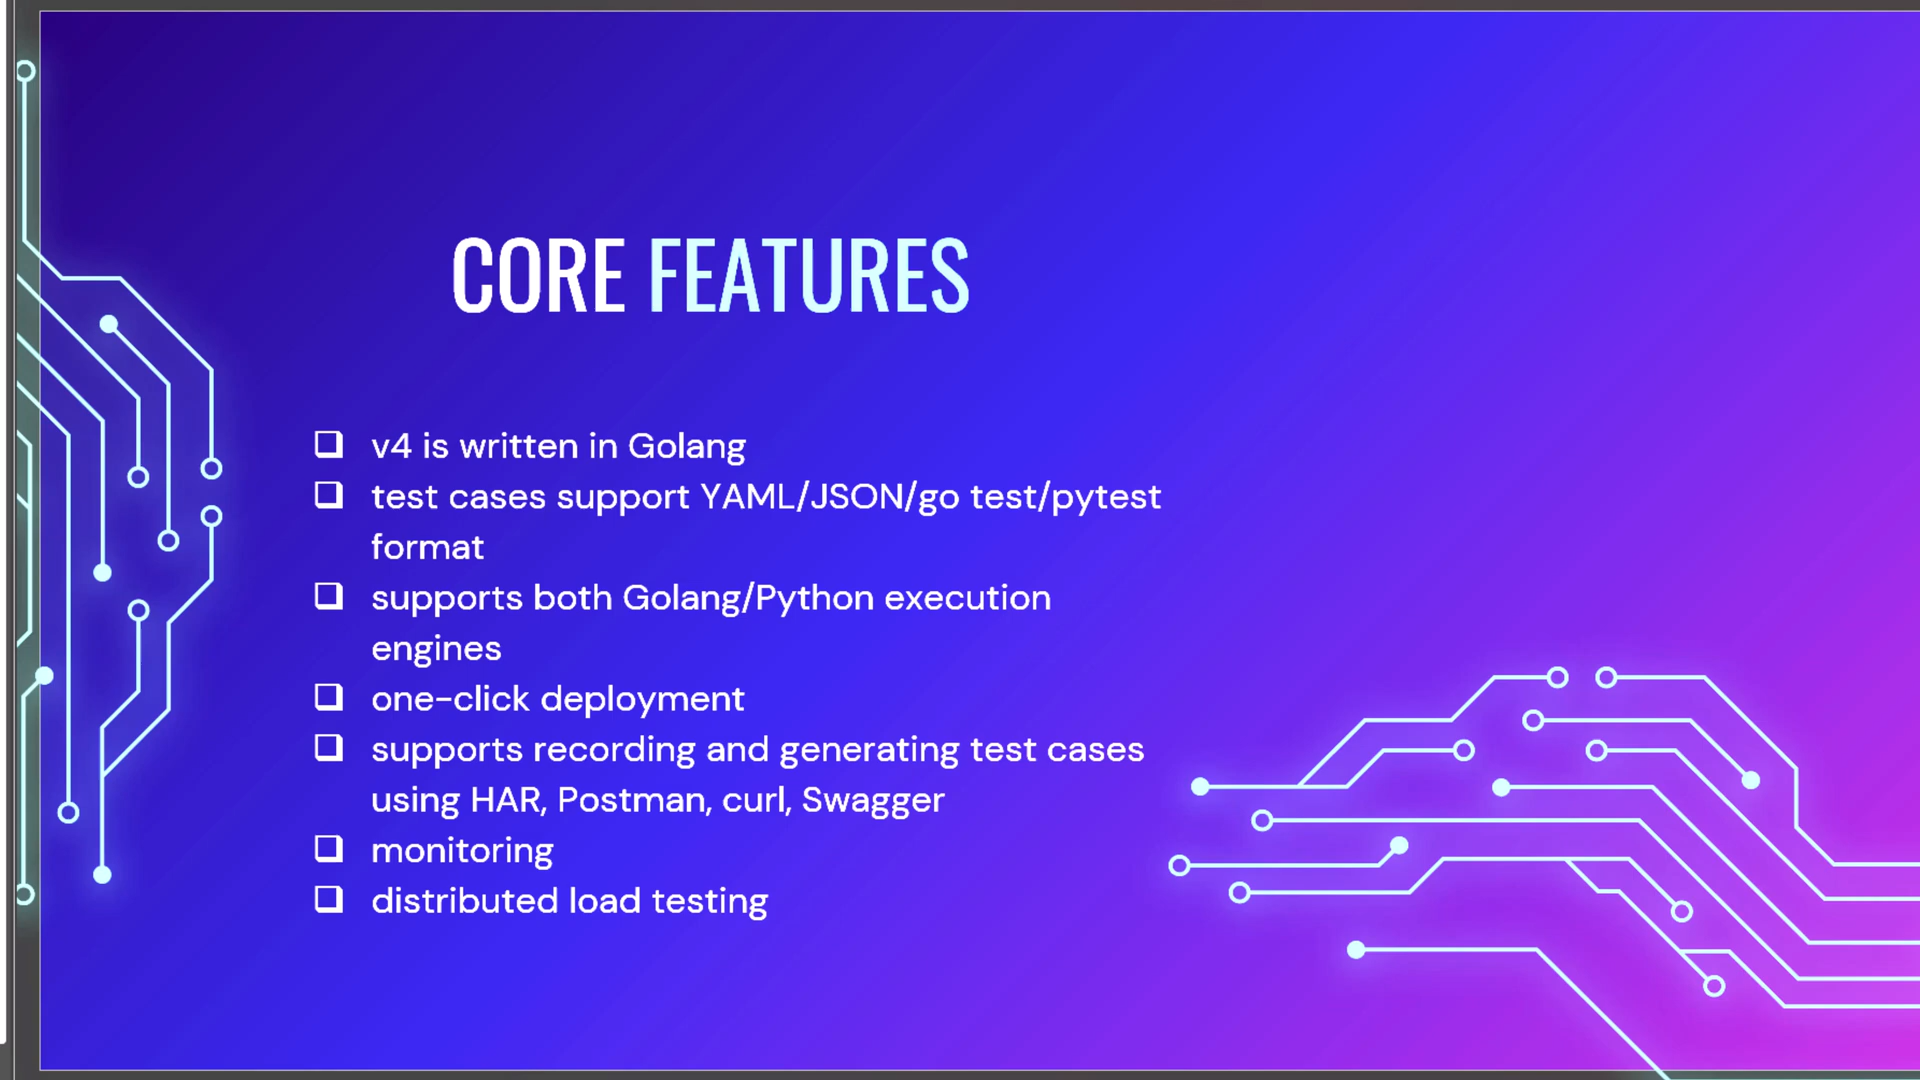 CORE FEATURES
❑ v4 is written in Golang
❑ test cases support YAML/JSON/go test/pytest
format
❑ supports both Golang/Python execution
engines
❑ one-click deployment
❑ supports recording and generating test cases
using HAR, Postman, curl, Swagger
❑ monitoring
❑ distributed load testing